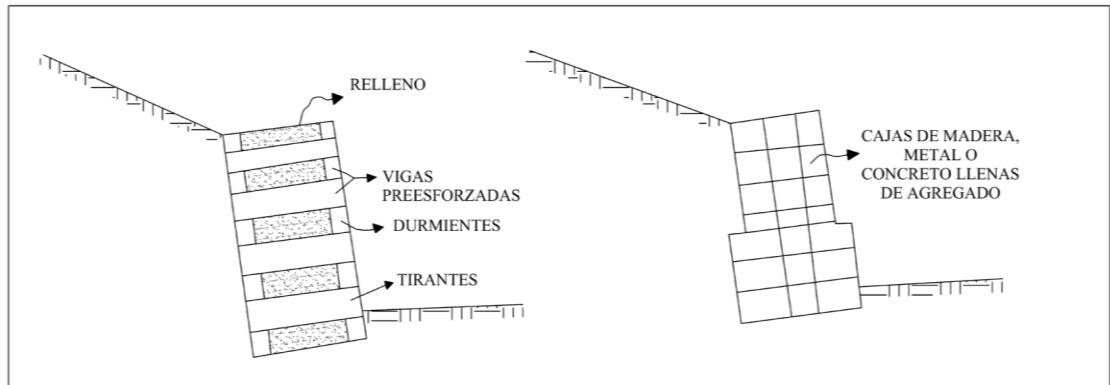 RELLENO
VIGAS
PREESFORZADAS
DURMIENTES
TIRANTES
CAJAS DE MADERA,
METAL O
CONCRETO LLENAS
DE AGREGADO